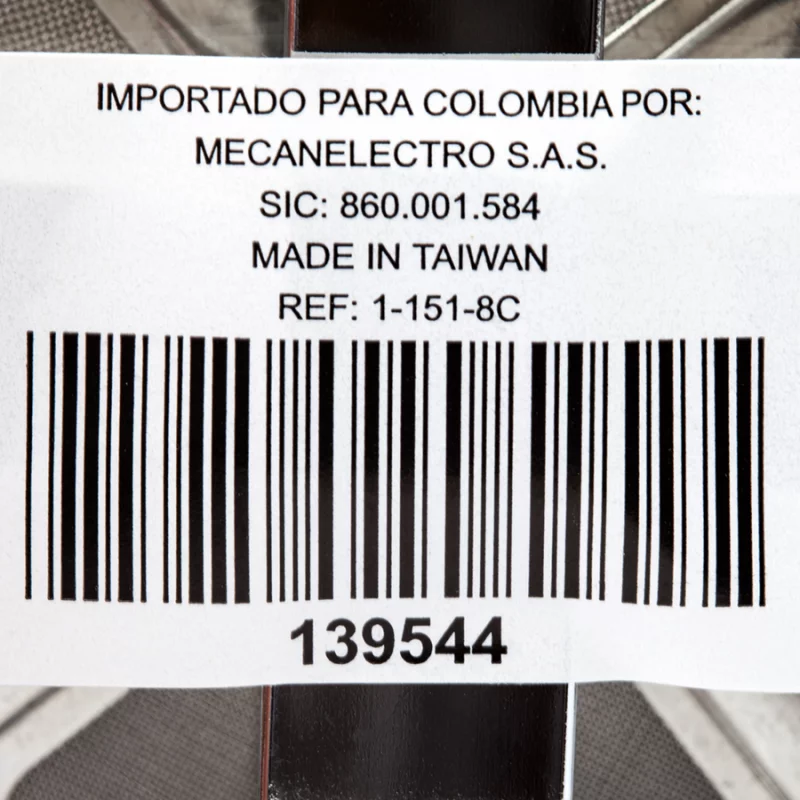 IMPORTADO PARA COLOMBIA POR:
MECANELECTRO S.A.S.
SIC: 860.001.584
MADE IN TAIWAN
REF: 1-151-8C
139544